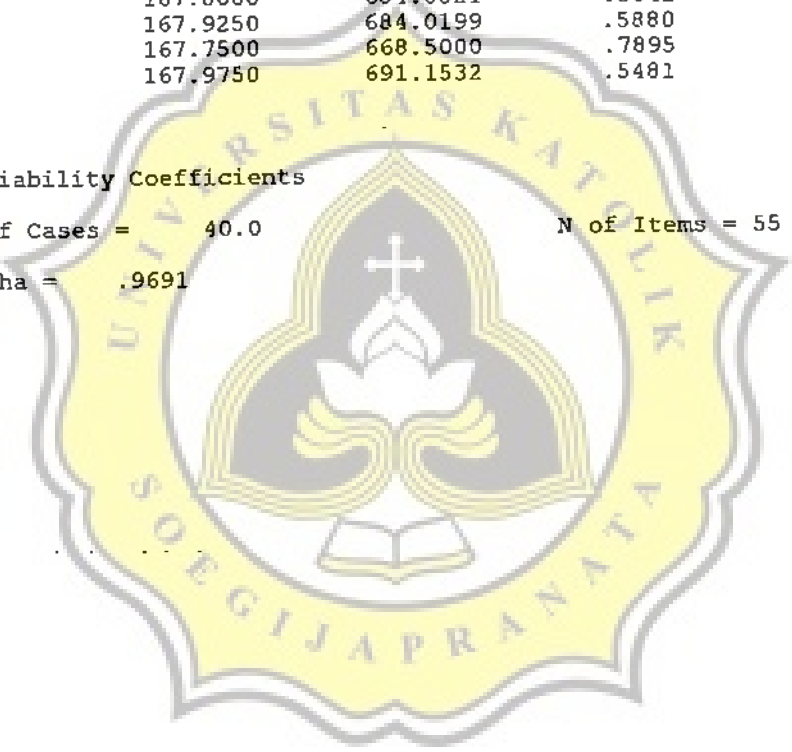 167.9250 684.0199 .5880
167.7500 668.5000 .7895
167.9750 691.1532 .5481
iability Coefficients
f Cases = 40.0 N of Items = 55
ha = .9691
UNIVERSITAS KATOLIK
SOEGIJAPRANATA